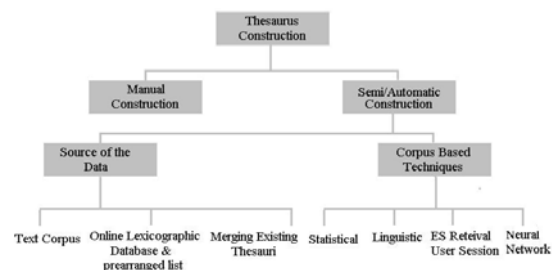 Thesaurus
Construction
Manual
Construction
Semi/Automatic
Construction
Source of the
Data
Corpus Based
Techniques
Text Corpus
Online Lexicographic
Database &
prearranged list
Merging Existing
Thesauri
Statistical
Linguistic
ES Reteival
User Session
Neural
Network